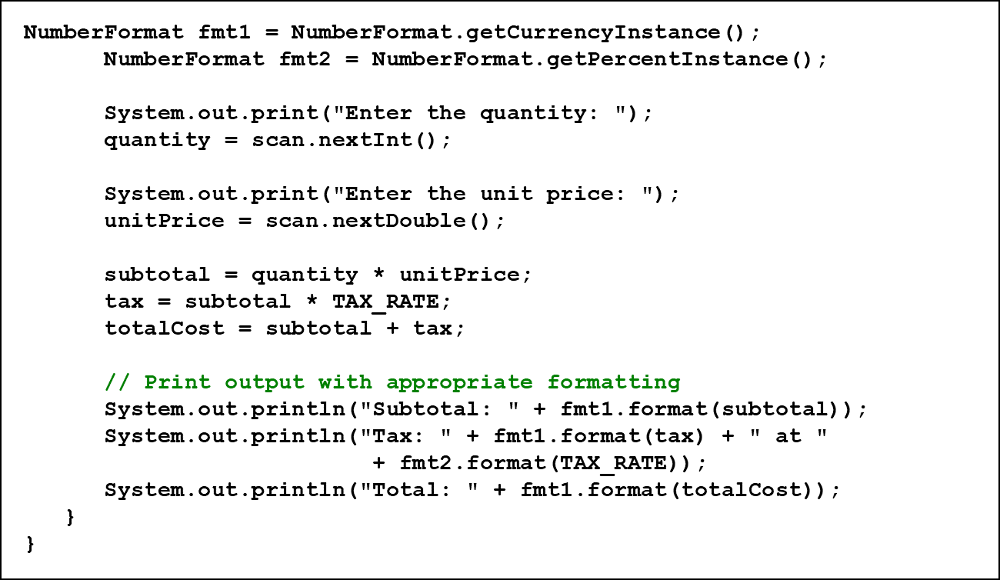 NumberFormat fmt1 = NumberFormat.getCurrencyInstance();
NumberFormat fmt2 = NumberFormat.getPercentInstance();
System.out.print("Enter the quantity: ");
quantity = scan.nextInt();
System.out.print("Enter the unit price: ");
unitPrice = scan.nextDouble();
subtotal = quantity * unitPrice;
tax = subtotal * TAX_RATE;
totalCost = subtotal + tax;
// Print output with appropriate formatting
System.out.println("Subtotal: " + fmt1.format(subtotal));
System.out.println("Tax: " + fmt1.format(tax) + " at "
+ fmt2.format(TAX_RATE));
System.out.println("Total: " + fmt1.format(totalCost));
}
}